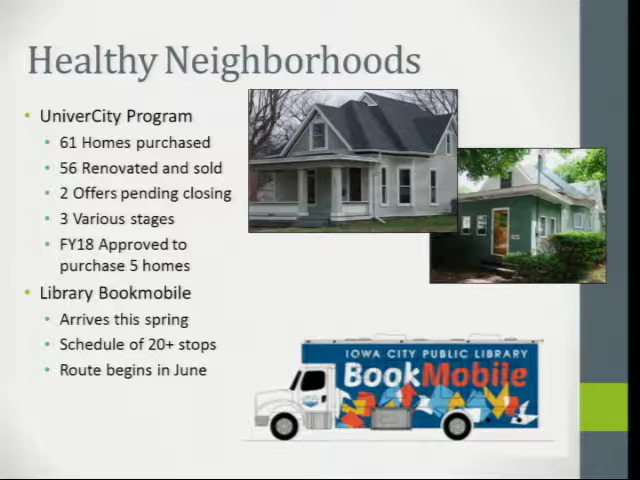 Healthy Neighborhoods
UniverCity Program
61 Homes purchased
56 Renovated and sold
2 Offers pending closing
3 Various stages
FY18 Approved to
purchase 5 homes
Library Bookmobile
Arrives this spring
Schedule of 20+ stops
Route begins in June
IOWA CITY PUBLIC LIBRARY
BookMobile